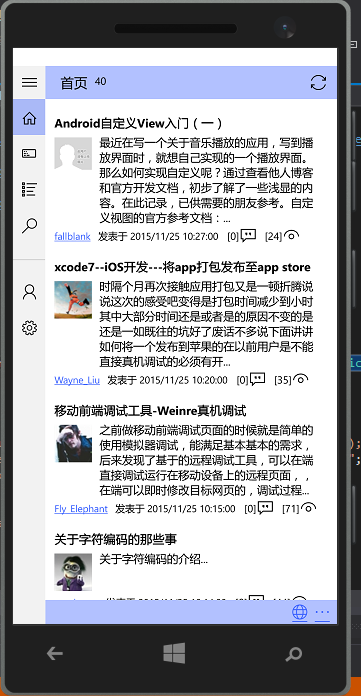 首页 40
Android自定义View入门（一）
最近在写一个关于音乐播放的应用，写到播
放界面时，就想自己实现的一个播放界面。
那么如何实现自定义呢？通过查看他人博客
和官方开发文档，初步了解了一些浅显的内
容。在此记录，已供需要的朋友参考。自定
义视图的官方参考文档：...
fallblank 发表于 2015/11/25 10:27:00 [0] [24]
xcode7--iOS开发---将app打包发布至app store
时隔个月再次接触应用打包又是一顿折腾说
说这次的感受吧变得是打包时间减少到小时
其中大部分时间还是或者是的原因不变的是
还是一如既往的坑好了废话不多说下面讲讲
如何将一个发布到苹果的在以前用户是不能
直接真机调试的必须有开...
Wayne_Liu 发表于 2015/11/25 10:20:00 [0] [35]
移动前端调试工具-Weinre真机调试
之前做移动前端调试页面的时候就是简单的
使用模拟器调试，能满足基本基本的需求，
后来发现了基于的远程调试工具，可以在端
直接调试运行在移动设备上的远程页面，，
在端可以即时修改目标网页的，调试过程...
Fly_Elephant 发表于 2015/11/25 10:15:00 [0] [71]
关于字符编码的那些事
关于字符编码的介绍...